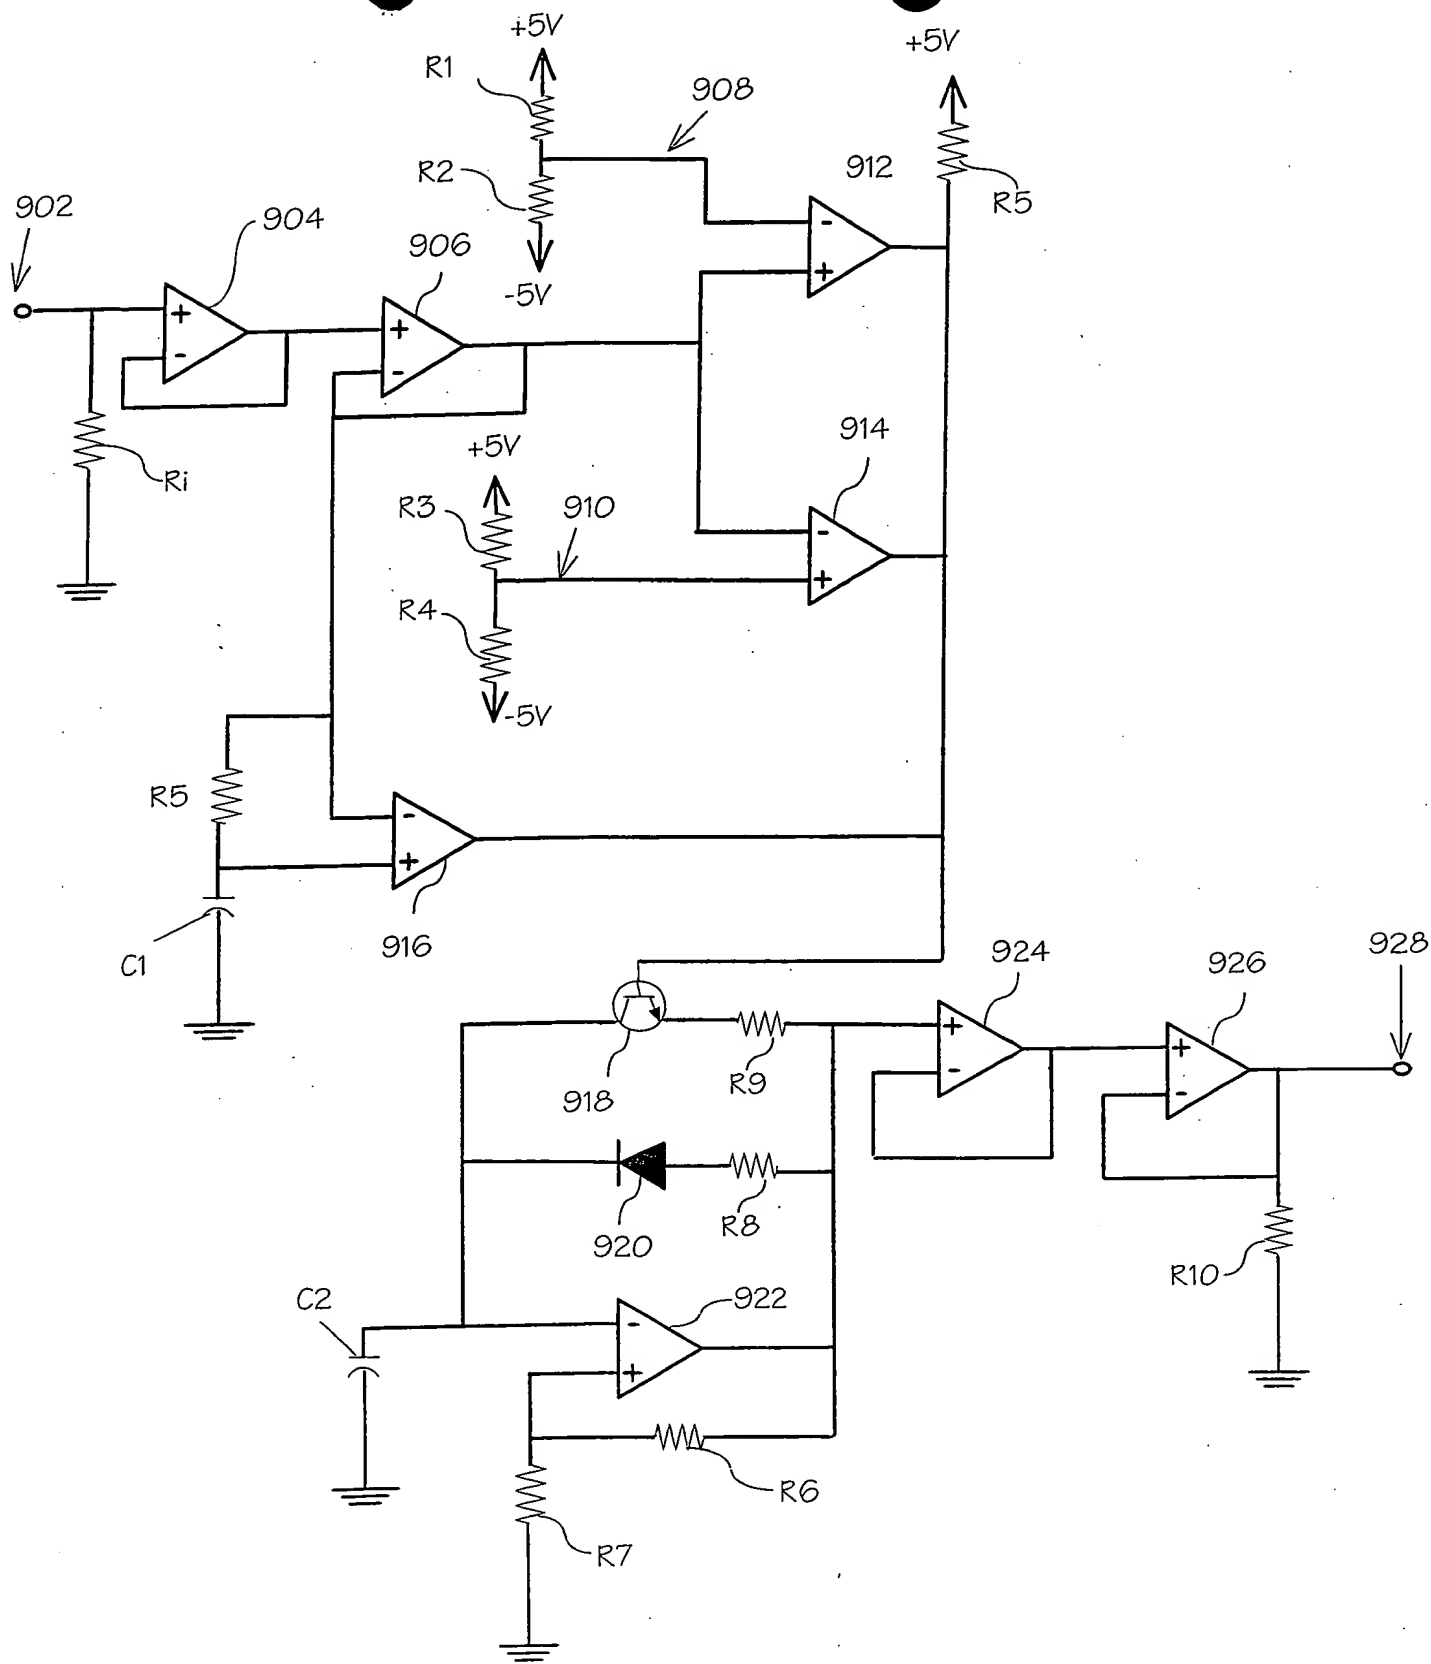 +5V
+5V
R1
908
R2
912
R5
902
904
906
-
+
-5V
+
-
+
-
Ri
+5V
914
R3
910
-
+
R4
-5V
R5
-
+
916
C1
924
926
928
918
R9
+
-
+
-
920
R8
R10
C2
922
-
+
R6
R7